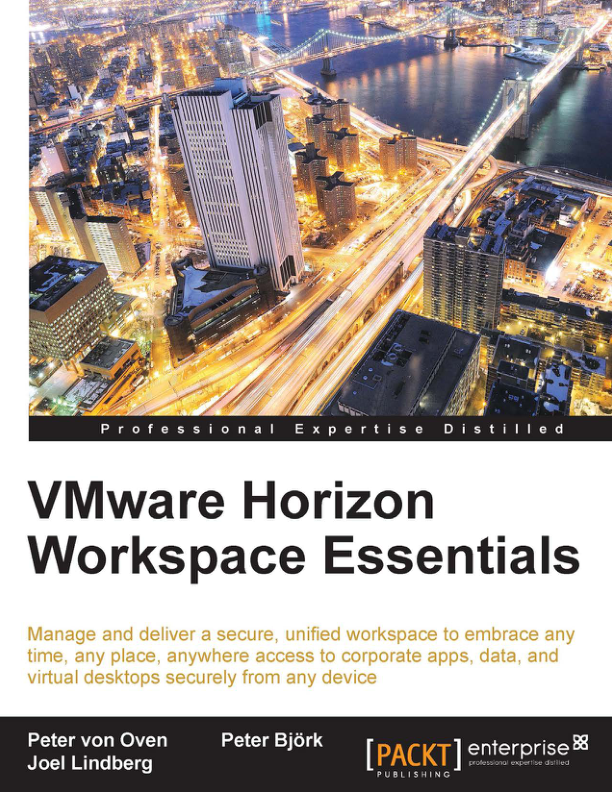 Professional Expertise Distilled
VMware Horizon
Workspace Essentials
Manage and deliver a secure, unified workspace to embrace any
time, any place, anywhere access to corporate apps, data, and
virtual desktops securely from any device
Peter von Oven Peter Björk
Joel Lindberg
[PACKT] enterprise
PUBLISHING professional expertise distilled